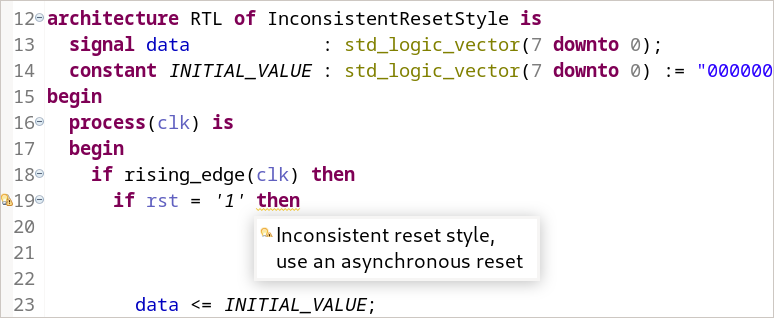 12 architecture RTL of InconsistentResetStyle is
13 signal data : std_logic_vector(7 downto 0);
14 constant INITIAL_VALUE : std_logic_vector(7 downto 0) := "000000
15 begin
16 process(clk) is
17 begin
18 if rising_edge(clk) then
19 if rst = '1' then
20
Inconsistent reset style,
21
use an asynchronous reset
22
23 data <= INITIAL_VALUE;